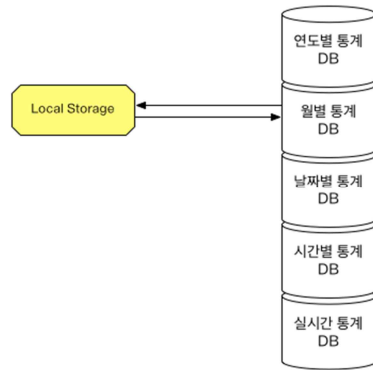 연도별 통계
DB
Local Storage
월별 통계
DB
날짜별 통계
DB
시간별 통계
DB
실시간 통계
DB